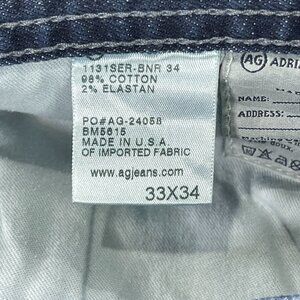 1131SER-BNR 34
98% COTTON
2% ELASTAN
PO#AG-24058
BM5615
MADE IN U.S.A
OF IMPORTED FABRIC
www.agjeans.com
33X34
AG ADRI
NAME:
ADDRESS: